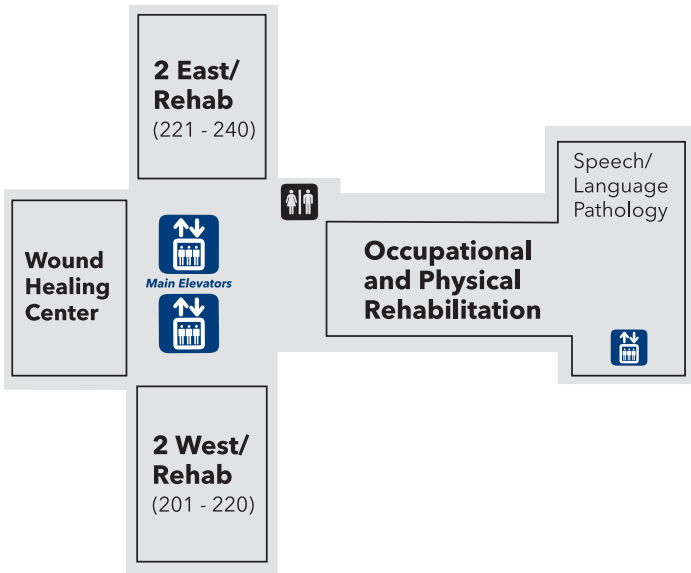 2 East/
Rehab
(221 - 240)
Speech/
Language
Pathology
Wound
Healing
Center
Main Elevators
Occupational
and Physical
Rehabilitation
2 West/
Rehab
(201 - 220)